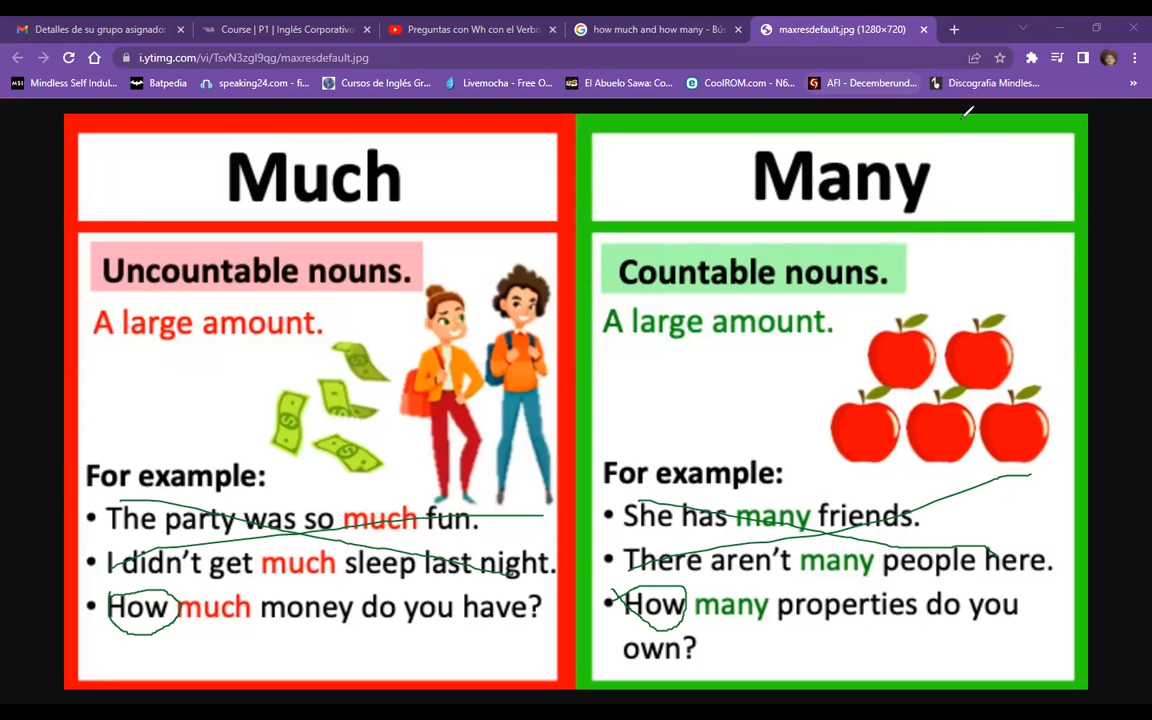 Detalles de su grupo asignado
Course | P1 | Inglés Corporativo
Preguntas con Wh con el Verbo
how much and how many - Bús
maxresdefault.jpg (1280×720)
i.ytimg.com/vi/TsvN3zgI9qg/maxresdefault.jpg
Mindless Self Indul...
Batpedia
speaking24.com – fi...
Cursos de Inglés Gr...
Livemocha - Free O...
El Abuelo Sawa: Co...
CoolROM.com - N6...
AFI - Decemberund...
Discografia Mindles...
»
Much
Uncountable nouns.
A large amount.
For example:
• The party was so much fun.
• I didn't get much sleep last night.
• How much money do you have?
Many
Countable nouns.
A large amount.
For example:
• She has many friends.
• There aren't many people here.
• How many properties do you
own?